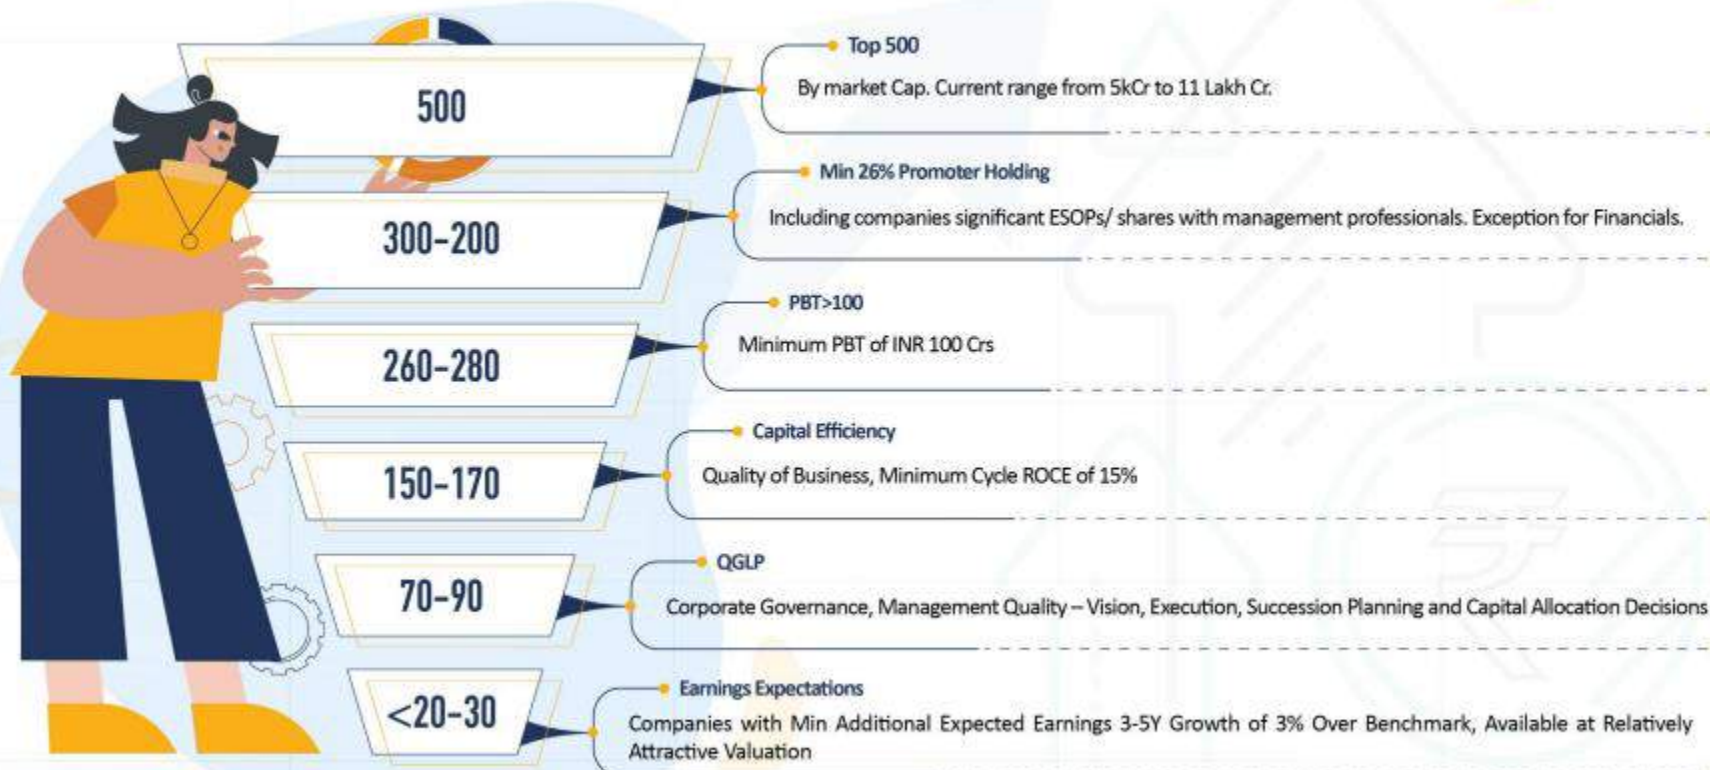 500
Top 500
By market Cap. Current range from 5kCr to 11 Lakh Cr.
300-200
Min 26% Promoter Holding
Including companies significant ESOPs/ shares with management professionals. Exception for Financials.
260-280
PBT>100
Minimum PBT of INR 100 Crs
150-170
Capital Efficiency
Quality of Business, Minimum Cycle ROCE of 15%
70-90
QGLP
Corporate Governance, Management Quality – Vision, Execution, Succession Planning and Capital Allocation Decisions
<20-30
Earnings Expectations
Companies with Min Additional Expected Earnings 3-5Y Growth of 3% Over Benchmark, Available at Relatively
Attractive Valuation